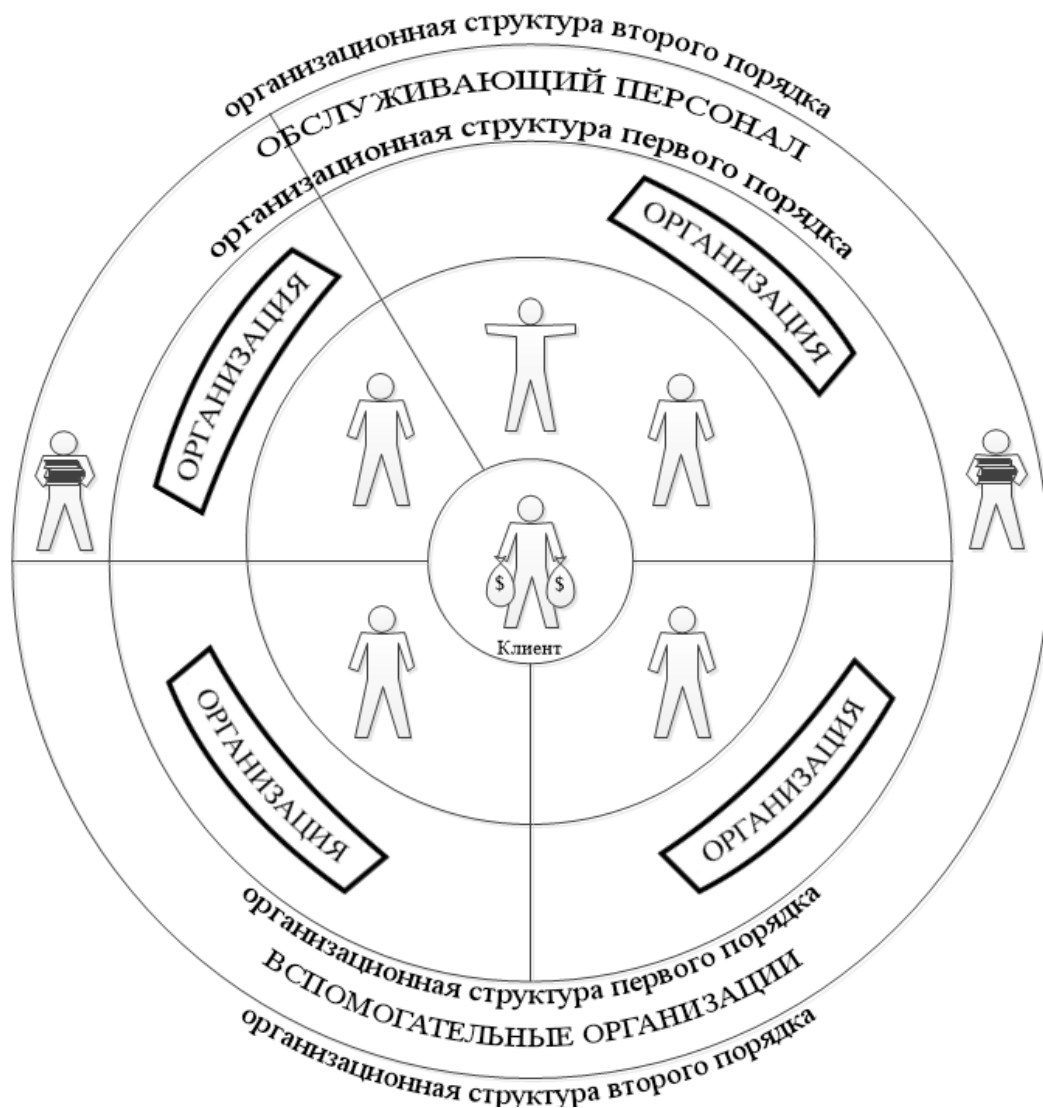 организационная структура второго порядка
ОБСЛУЖИВАЮЩИЙ ПЕРСОНАЛ
организационная структура первого порядка
ОРГАНИЗАЦИЯ
ОРГАНИЗАЦИЯ
$ $
Клиент
ОРГАНИЗАЦИЯ
ОРГАНИЗАЦИЯ
организационная структура первого порядка
ВСПОМОГАТЕЛЬНЫЕ ОРГАНИЗАЦИИ
организационная структура второго порядка